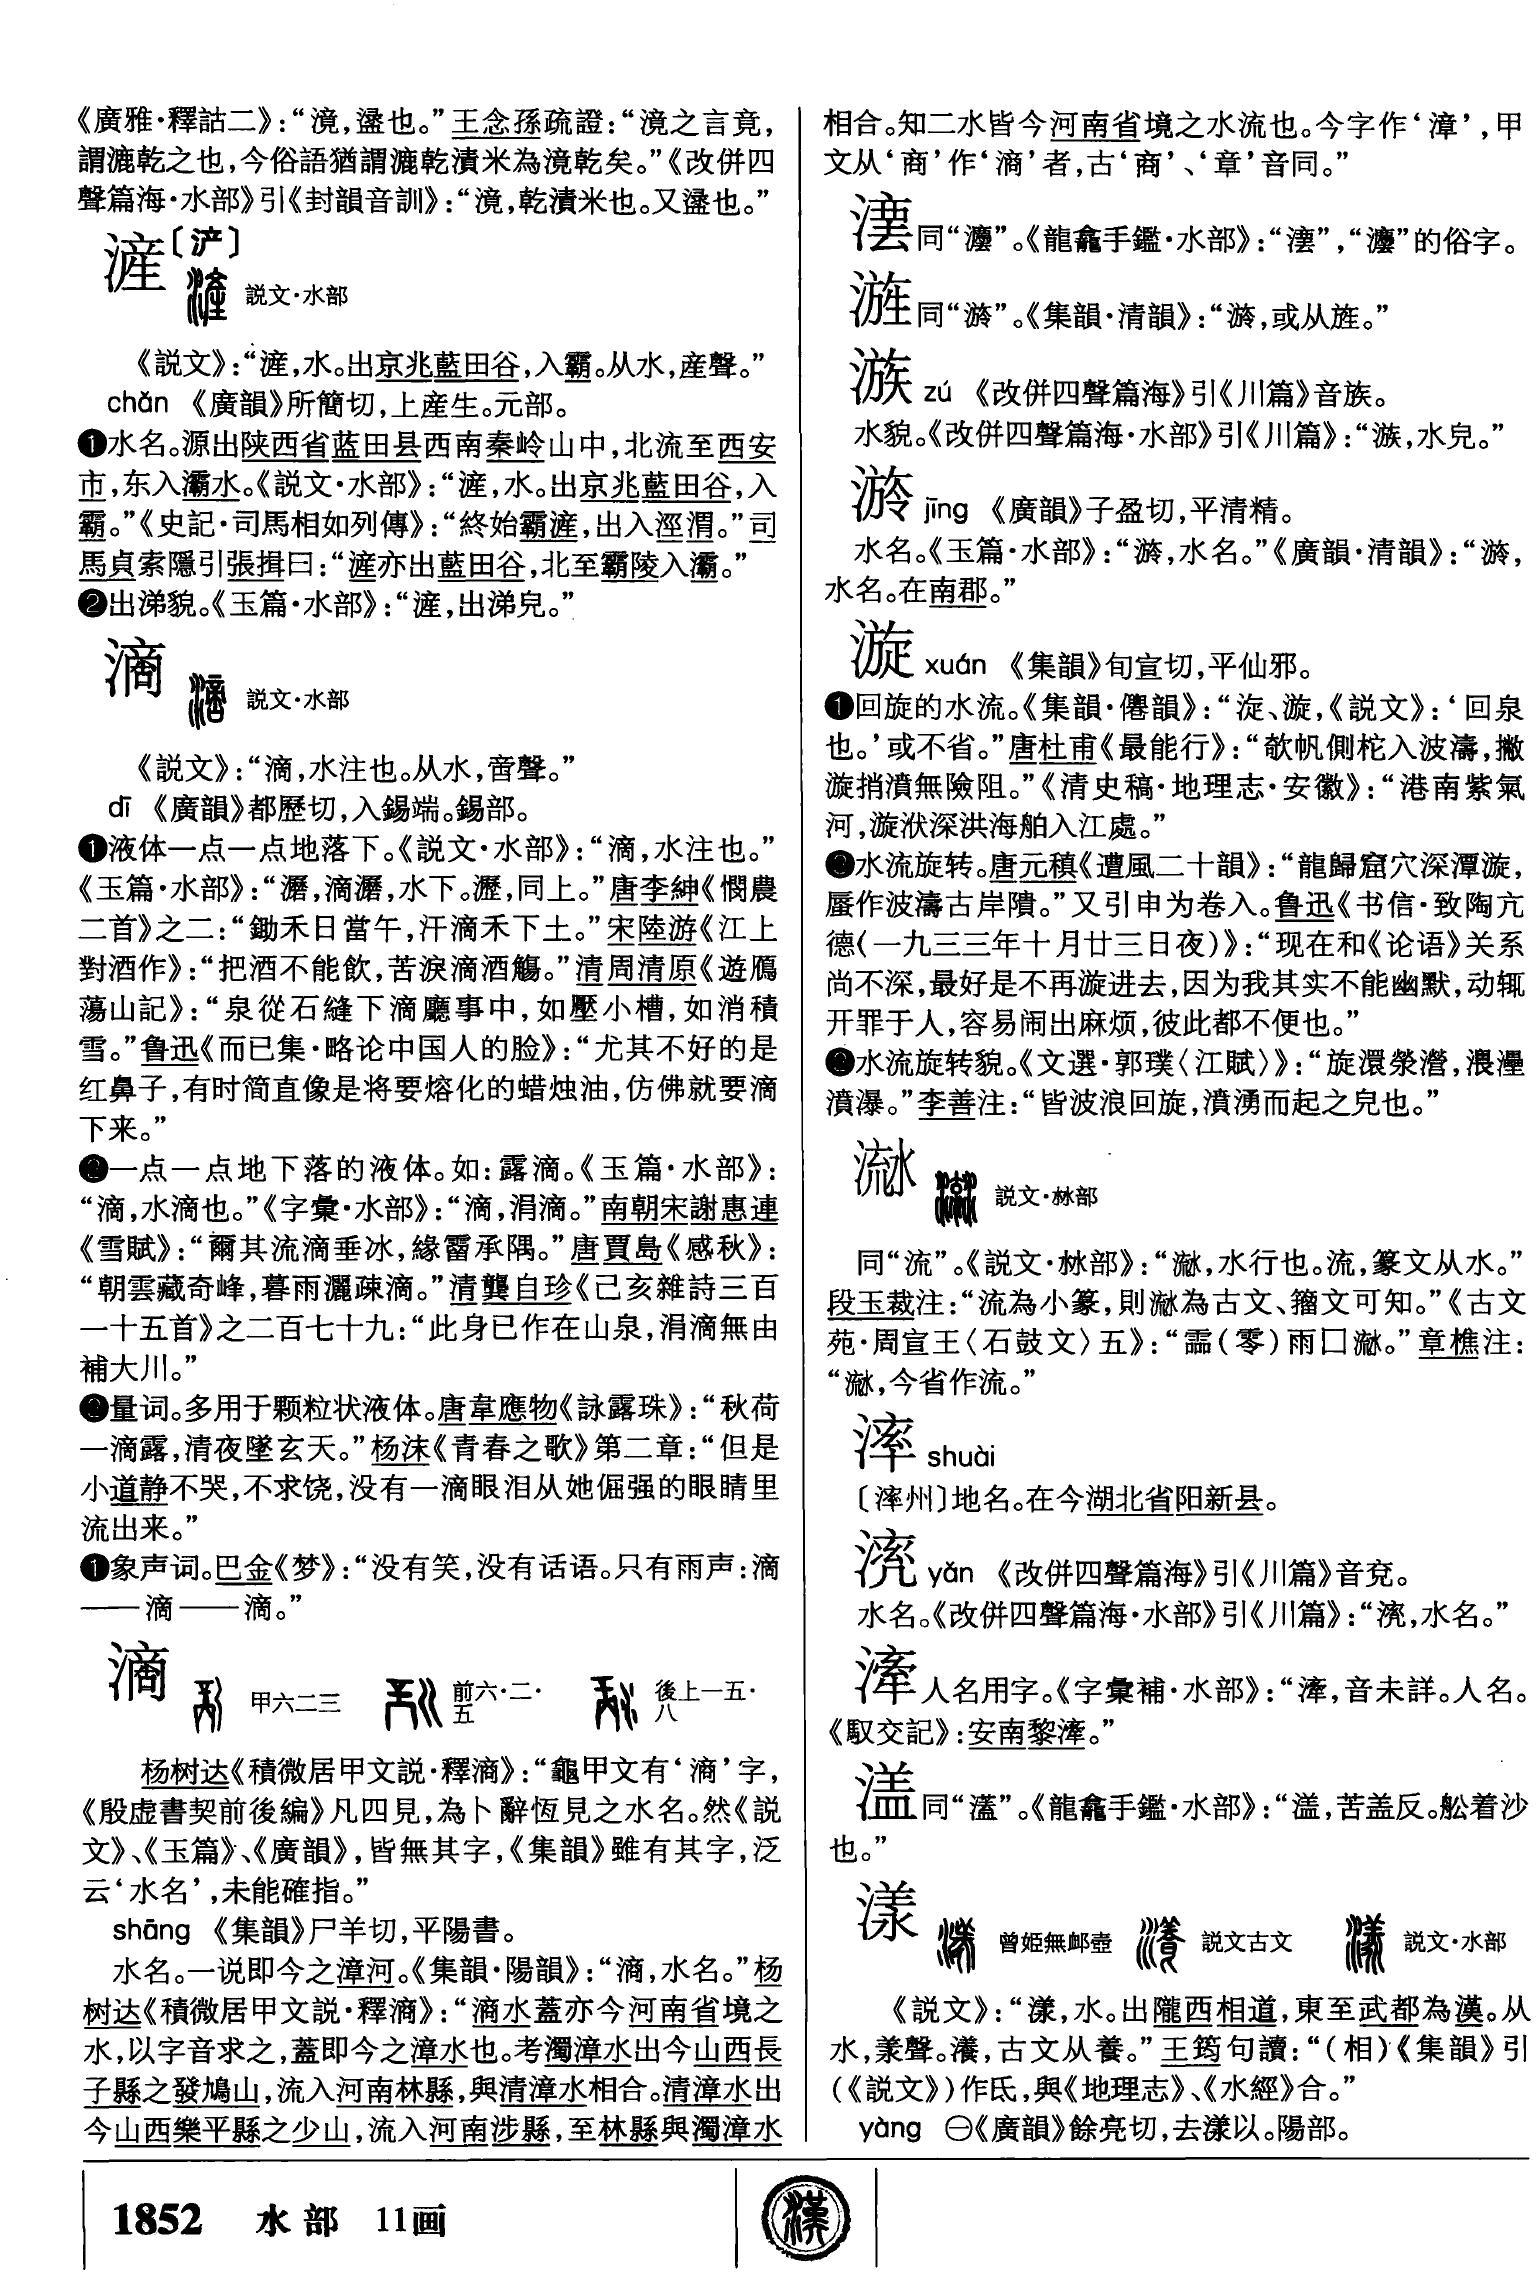 《廣雅·釋詁二》：“滰，盝也。”王念孫疏證：“滰之言竟，
謂漉乾之也，今俗語猶謂漉乾漬米為滰乾矣。”《改併四
聲篇海·水部》引《封韻音訓》：“滰，乾漬米也。又盝也。”
滻〔浐〕
説文·水部
《説文》：“滻，水。出京兆藍田谷，入霸。从水，産聲。”
chǎn 《廣韻》所簡切，上産生。元部。
❶水名。源出陕西省蓝田县西南秦岭山中，北流至西安
市，东入灞水。《説文·水部》：“滻，水。出京兆藍田谷，入
霸。”《史記·司馬相如列傳》：“終始霸滻，出入涇渭。”司
馬貞索隱引張揖曰：“滻亦出藍田谷，北至霸陵入灞。”
❷出涕貌。《玉篇·水部》：“滻，出涕皃。”
滴
説文·水部
《説文》：“滴，水注也。从水，啻聲。”
dī 《廣韻》都歷切，入錫端。錫部。
❶液体一点一点地落下。《説文·水部》：“滴，水注也。”
《玉篇·水部》：“㵧，滴㵧，水下。瀝，同上。”唐李紳《憫農
二首》之二：“鋤禾日當午，汗滴禾下土。”宋陸游《江上
對酒作》：“把酒不能飲，苦淚滴酒觴。”清周清原《遊鴈
蕩山記》：“泉從石縫下滴廳事中，如壓小槽，如消積
雪。”鲁迅《而已集·略论中国人的脸》：“尤其不好的是
红鼻子，有时简直像是将要熔化的蜡烛油，仿佛就要滴
下来。”
❷一点一点地下落的液体。如：露滴。《玉篇·水部》：
“滴，水滴也。”《字彙·水部》：“滴，涓滴。”南朝宋謝惠連
《雪賦》：“爾其流滴垂冰，緣霤承隅。”唐賈島《感秋》：
“朝雲藏奇峰，暮雨灑疎滴。”清龔自珍《己亥雜詩三百
一十五首》之二百七十九：“此身已作在山泉，涓滴無由
補大川。”
❸量词。多用于颗粒状液体。唐韋應物《詠露珠》：“秋荷
一滴露，清夜墜玄天。”杨沫《青春之歌》第二章：“但是
小道静不哭，不求饶，没有一滴眼泪从她倔强的眼睛里
流出来。”
❹象声词。巴金《梦》：“没有笑，没有话语。只有雨声：滴
——滴——滴。”
滳
甲六二三 前六·二·五 後上一五·八
杨树达《積微居甲文説·釋滳》：“龜甲文有‘滳’字，
《殷虚書契前後編》凡四見，為卜辭恆見之水名。然《説
文》、《玉篇》、《廣韻》，皆無其字，《集韻》雖有其字，泛
云‘水名’，未能確指。”
shāng 《集韻》尸羊切，平陽書。
水名。一说即今之漳河。《集韻·陽韻》：“滳，水名。”杨
树达《積微居甲文説·釋滳》：“滳水蓋亦今河南省境之
水，以字音求之，蓋即今之漳水也。考濁漳水出今山西長
子縣之發鳩山，流入河南林縣，與清漳水相合。清漳水出
今山西樂平縣之少山，流入河南涉縣，至林縣與濁漳水
相合。知二水皆今河南省境之水流也。今字作‘漳’，甲
文从‘商’作‘滳’者，古‘商’、‘章’音同。”
同“瀍”。《龍龕手鑑·水部》：“”，“瀍”的俗字。
同“滧”。《集韻·清韻》：“，或从旌。”
zú 《改併四聲篇海》引《川篇》音族。
水貌。《改併四聲篇海·水部》引《川篇》：“，水皃。”
jīng 《廣韻》子盈切，平清精。
水名。《玉篇·水部》：“，水名。”《廣韻·清韻》：“，
水名。在南郡。”
漩 xuán 《集韻》旬宣切，平仙邪。
❶回旋的水流。《集韻·僊韻》：“淀、漩，《説文》：‘回泉
也。’或不省。”唐杜甫《最能行》：“欹帆側柁入波濤，撇
漩捎濆無險阻。”《清史稿·地理志·安徽》：“港南紫氣
河，漩洑深洪海舶入江處。”
❷水流旋转。唐元稹《遭風二十韻》：“龍歸窟穴深潭漩，
蜃作波濤古岸隤。”又引申为卷入。鲁迅《书信·致陶亢
德（一九三三年十月廿三日夜）》：“现在和《论语》关系
尚不深，最好是不再漩进去，因为我其实不能幽默，动辄
开罪于人，容易闹出麻烦，彼此都不便也。”
❸水流旋转貌。《文選·郭璞〈江賦〉》：“旋澴滎瀯，渨㵽
濆瀑。”李善注：“皆波浪回旋，濆湧而起之皃也。”
㵗
説文·沝部
同“流”。《説文·沝部》：“㵗，水行也。流，篆文从水。”
段玉裁注：“流為小篆，則㵗為古文、籀文可知。”《古文
苑·周宣王〈石鼓文〉五》：“霝（零）雨囗㵗。”章樵注：
“㵗，今省作流。”
滜 shuài
〔州〕地名。在今湖北省阳新县。
yǎn 《改併四聲篇海》引《川篇》音兗。
水名。《改併四聲篇海·水部》引《川篇》：“，水名。”
人名用字。《字彙補·水部》：“，音未詳。人名。
《馭交記》：安南黎。”
溢同“濭”。《龍龕手鑑·水部》：“，苦盖反。舩着沙
也。”
漾
曾姬無卹壺 説文古文 説文·水部
《説文》：“漾，水。出隴西相道，東至武都為漢。从
水，羕聲。瀁，古文从養。”王筠句讀：“（相）《集韻》引
（《説文》）作氐，與《地理志》、《水經》合。”
yàng ㊀《廣韻》餘亮切，去漾以。陽部。
1852 水部 11画
漢